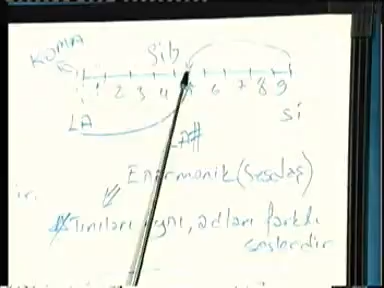 KOMA Sib
1 2 3 4 6 7 8 9
LA Si
LA#
Enarmonik (Sesdaş)
ir.
Tınıları aynı, adları farklı
seslerdir